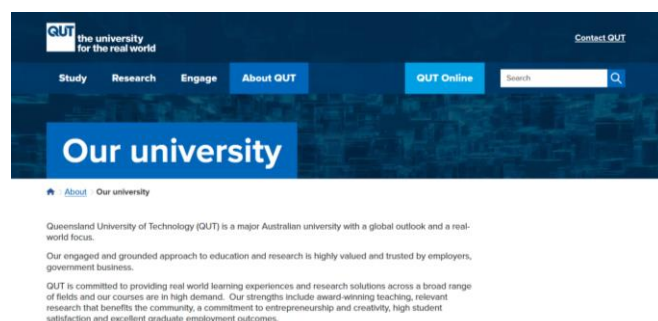 QUT the university
for the real world
Contact QUT
Study Research Engage About QUT QUT Online Search
Our university
About Our university
Queensland University of Technology (QUT) is a major Australian university with a global outlook and a real-
world focus.
Our engaged and grounded approach to education and research is highly valued and trusted by employers,
government business.
QUT is committed to providing real world learning experiences and research solutions across a broad range
of fields and our courses are in high demand. Our strengths include award-winning teaching, relevant
research that benefits the community, a commitment to entrepreneurship and creativity, high student
satisfaction and excellent graduate employment outcomes.